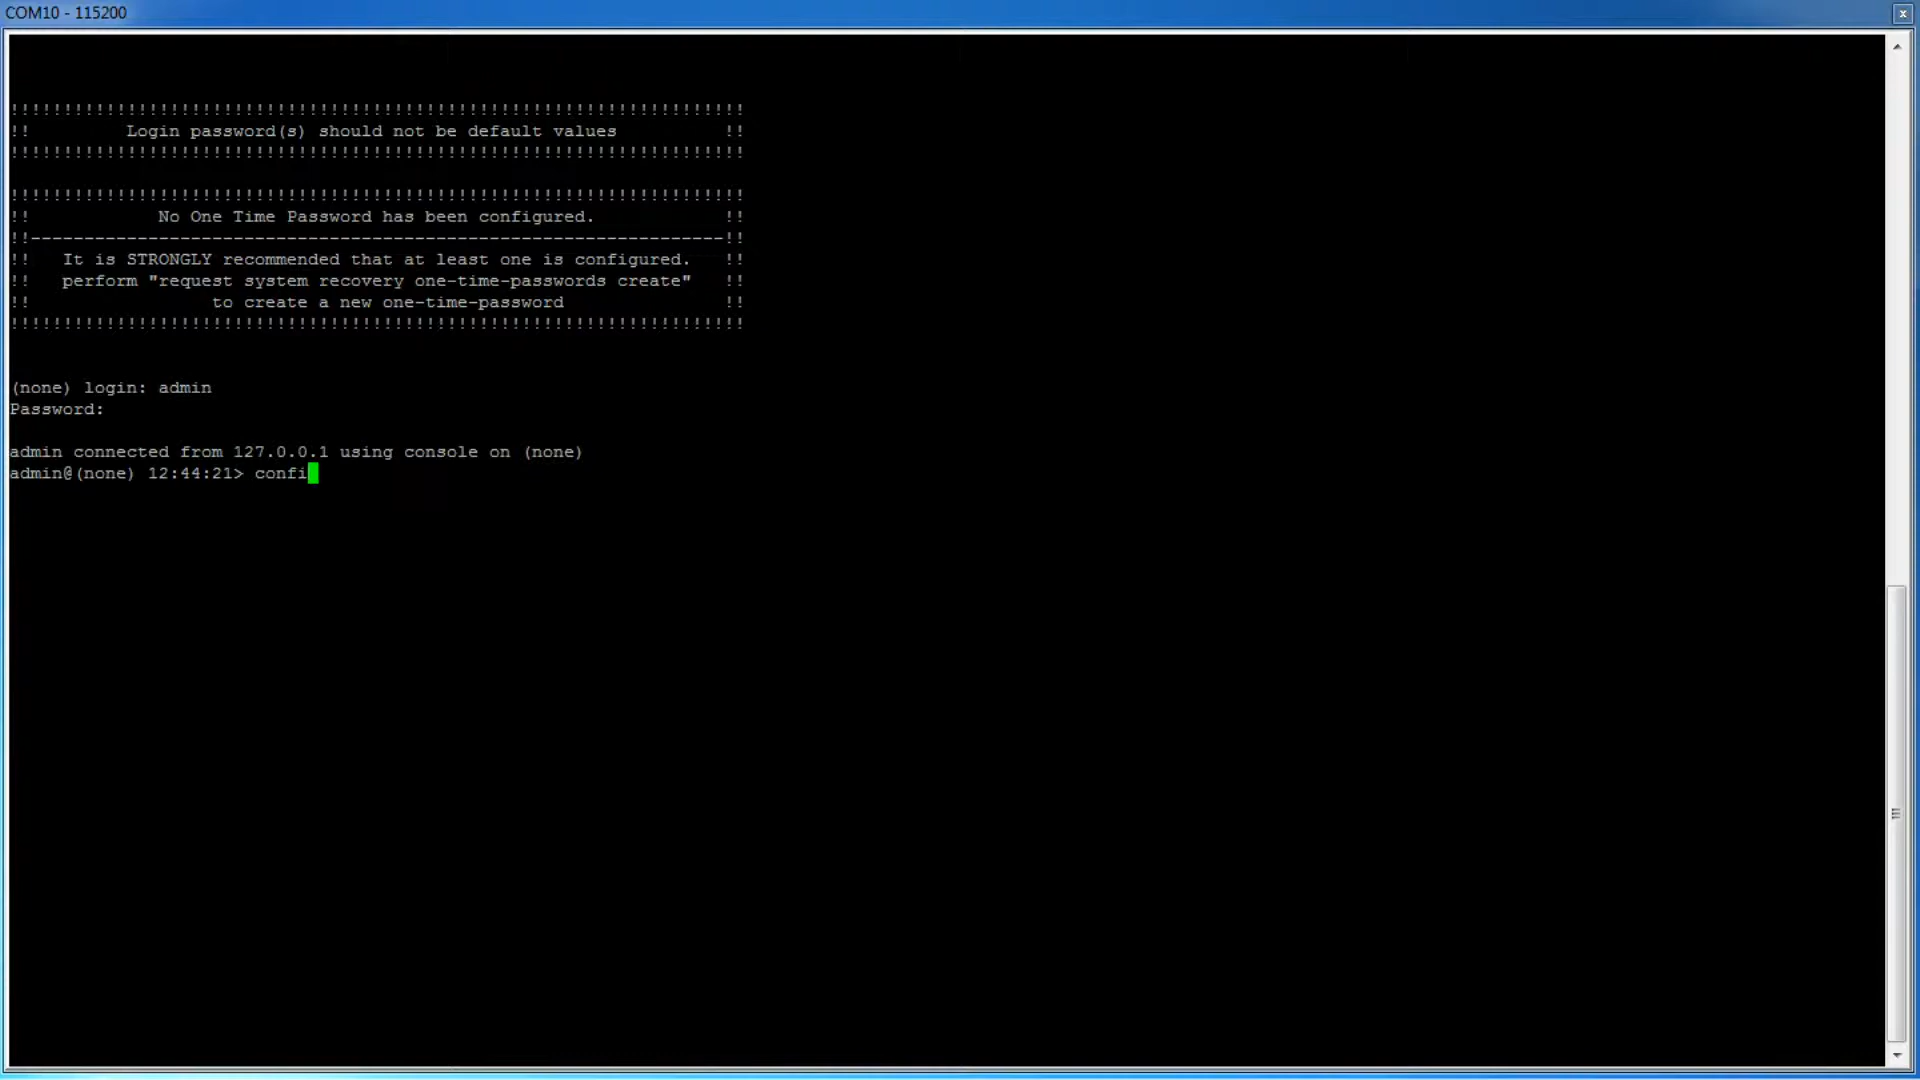 COM10 - 115200
x
!!!!!!!!!!!!!!!!!!!!!!!!!!!!!!!!!!!!!!!!!!!!!!!!!!!!!!!!!!!!!!!!!!!!!
!! Login password(s) should not be default values !!
!!!!!!!!!!!!!!!!!!!!!!!!!!!!!!!!!!!!!!!!!!!!!!!!!!!!!!!!!!!!!!!!!!!!!
!!!!!!!!!!!!!!!!!!!!!!!!!!!!!!!!!!!!!!!!!!!!!!!!!!!!!!!!!!!!!!!!!!!!!
!! No One Time Password has been configured. !!
!!-----------------------------------------------------------------!!
!! It is STRONGLY recommended that at least one is configured. !!
!! perform "request system recovery one-time-passwords create" !!
!! to create a new one-time-password !!
!!!!!!!!!!!!!!!!!!!!!!!!!!!!!!!!!!!!!!!!!!!!!!!!!!!!!!!!!!!!!!!!!!!!!
(none) login: admin
Password:
admin connected from 127.0.0.1 using console on (none)
admin@(none) 12:44:21> confi